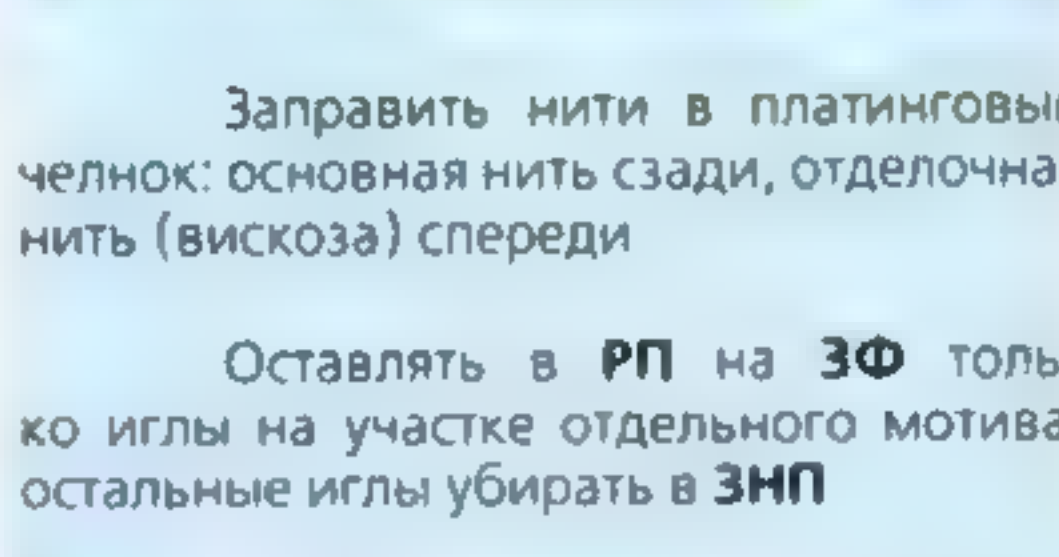 Заправить нити в платинговы
челнок: основная нить сзади, отделочна
нить (вискоза) спереди
Оставлять в РП на ЗФ толь
ко иглы на участке отдельного мотива
остальные иглы убирать в ЗНП